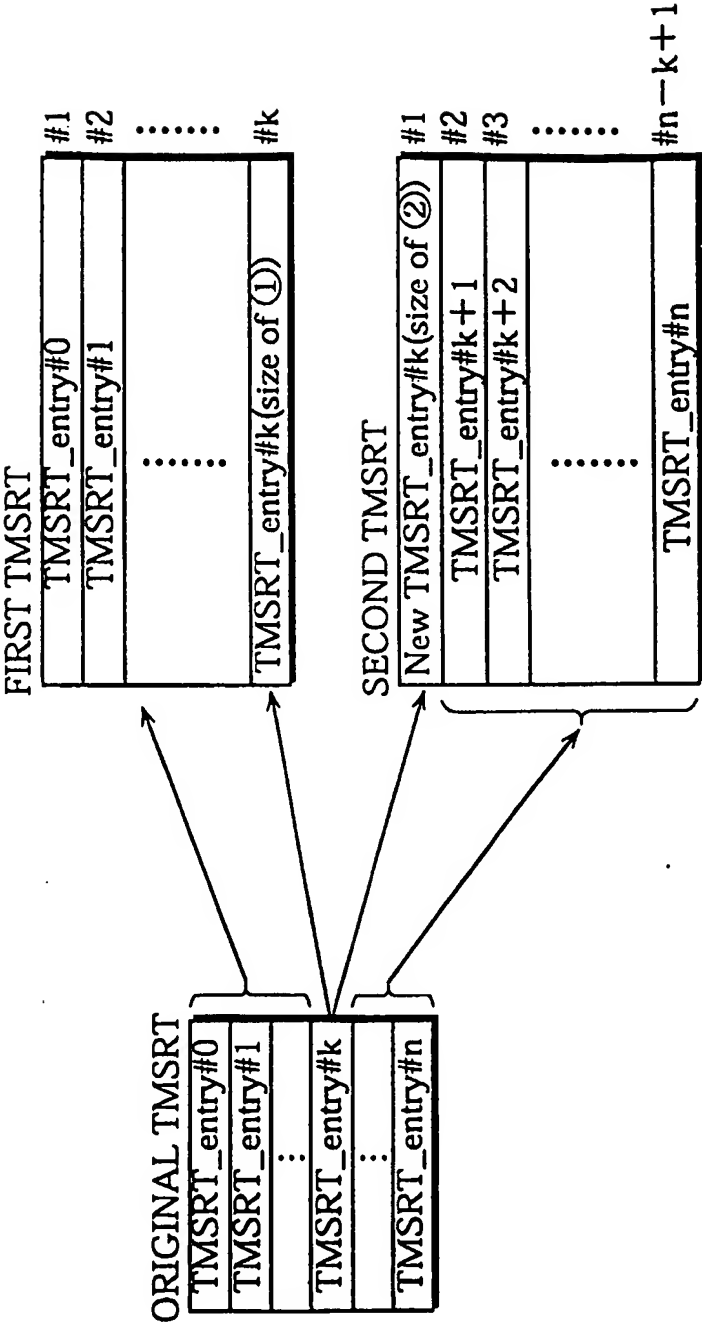 ORIGINAL TMSRT
TMSRT_entry#0
TMSRT_entry#1
⋮
TMSRT_entry#k
⋮
TMSRT_entry#n
FIRST TMSRT
TMSRT_entry#0 #1
TMSRT_entry#1 #2
....... .......
TMSRT_entry#k(size of ①) #k
SECOND TMSRT
New TMSRT_entry#k(size of ②) #1
TMSRT_entry#k+1 #2
TMSRT_entry#k+2 #3
....... .......
TMSRT_entry#n #n-k+1